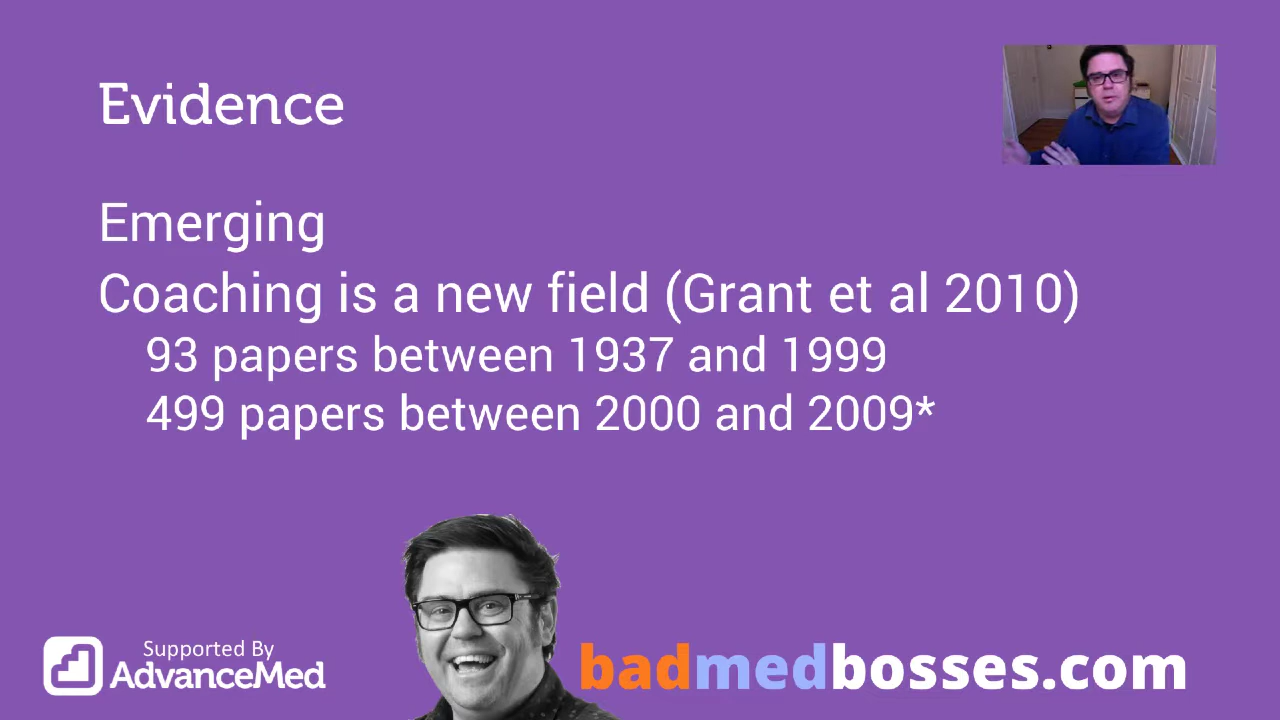 Evidence
Emerging
Coaching is a new field (Grant et al 2010)
93 papers between 1937 and 1999
499 papers between 2000 and 2009*
Supported By
AdvanceMed
badmedbosses.com